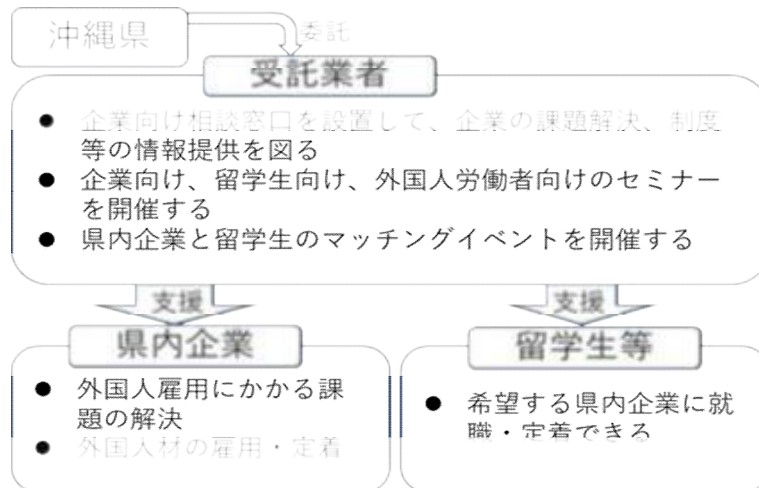 沖縄県
委託
受託業者
● 企業向け相談窓口を設置して、企業の課題解決、制度
等の情報提供を図る
● 企業向け、留学生向け、外国人労働者向けのセミナー
を開催する
● 県内企業と留学生のマッチングイベントを開催する
支援
支援
県内企業
● 外国人雇用にかかる課
題の解決
● 外国人材の雇用・定着
留学生等
● 希望する県内企業に就
職・定着できる